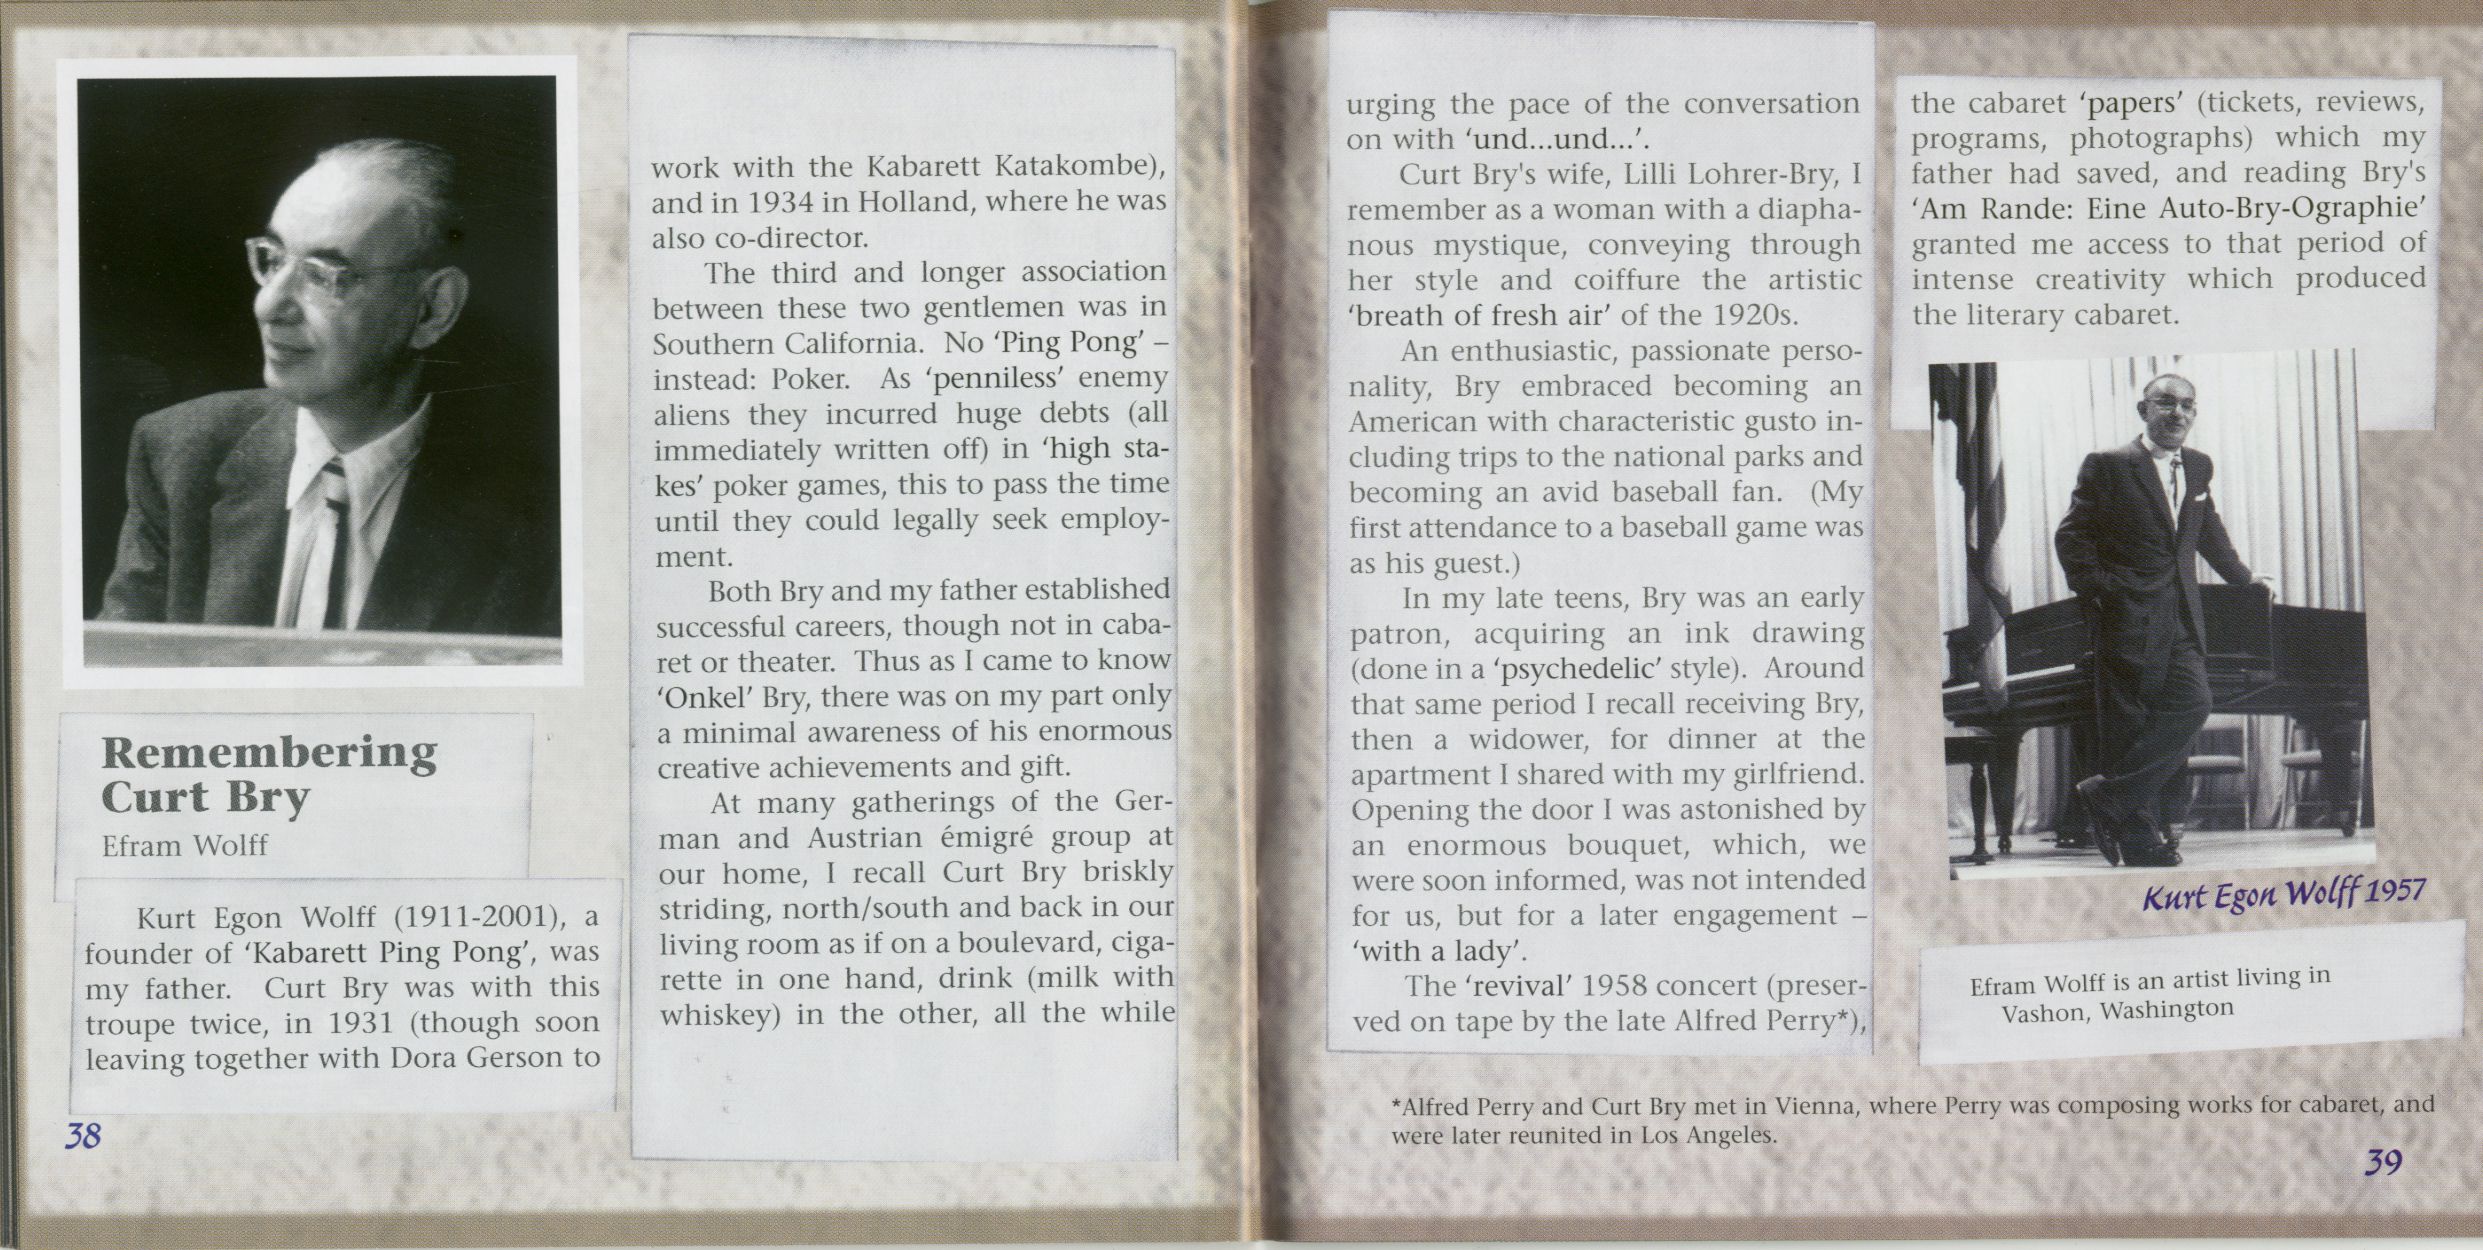 Remembering
Curt Bry
Efram Wolff
Kurt Egon Wolff (1911-2001), a
founder of ‘Kabarett Ping Pong’, was
my father. Curt Bry was with this
troupe twice, in 1931 (though soon
leaving together with Dora Gerson to
38
work with the Kabarett Katakombe),
and in 1934 in Holland, where he was
also co-director.
The third and longer association
between these two gentlemen was in
Southern California. No ‘Ping Pong’ –
instead: Poker. As ‘penniless’ enemy
aliens they incurred huge debts (all
immediately written off) in ‘high sta-
kes’ poker games, this to pass the time
until they could legally seek employ-
ment.
Both Bry and my father established
successful careers, though not in caba-
ret or theater. Thus as I came to know
‘Onkel’ Bry, there was on my part only
a minimal awareness of his enormous
creative achievements and gift.
At many gatherings of the Ger-
man and Austrian émigré group at
our home, I recall Curt Bry briskly
striding, north/south and back in our
living room as if on a boulevard, ciga-
rette in one hand, drink (milk with
whiskey) in the other, all the while
urging the pace of the conversation
on with ‘und...und...’.
Curt Bry's wife, Lilli Lohrer-Bry, I
remember as a woman with a diapha-
nous mystique, conveying through
her style and coiffure the artistic
‘breath of fresh air’ of the 1920s.
An enthusiastic, passionate perso-
nality, Bry embraced becoming an
American with characteristic gusto in-
cluding trips to the national parks and
becoming an avid baseball fan. (My
first attendance to a baseball game was
as his guest.)
In my late teens, Bry was an early
patron, acquiring an ink drawing
(done in a ‘psychedelic’ style). Around
that same period I recall receiving Bry,
then a widower, for dinner at the
apartment I shared with my girlfriend.
Opening the door I was astonished by
an enormous bouquet, which, we
were soon informed, was not intended
for us, but for a later engagement –
‘with a lady’.
The ‘revival’ 1958 concert (preser-
ved on tape by the late Alfred Perry*),
the cabaret ‘papers’ (tickets, reviews,
programs, photographs) which my
father had saved, and reading Bry's
‘Am Rande: Eine Auto-Bry-Ographie’
granted me access to that period of
intense creativity which produced
the literary cabaret.
Kurt Egon Wolff 1957
Efram Wolff is an artist living in
Vashon, Washington
*Alfred Perry and Curt Bry met in Vienna, where Perry was composing works for cabaret, and
were later reunited in Los Angeles.
39